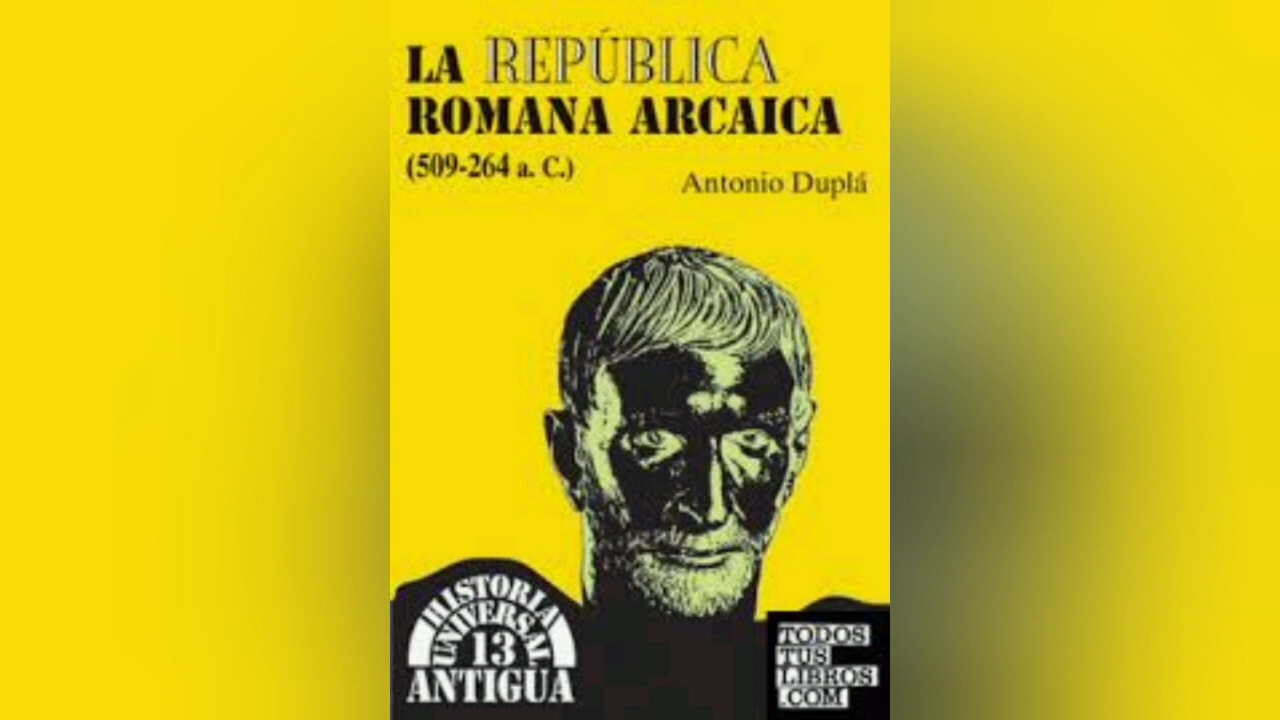 LA REPÚBLICA
ROMANA ARCAICA
(509-264 a. C.)
Antonio Duplá
HISTORIA
UNIVERSAL
13
ANTIGUA
TODOS
TUS
LIBROS
.COM